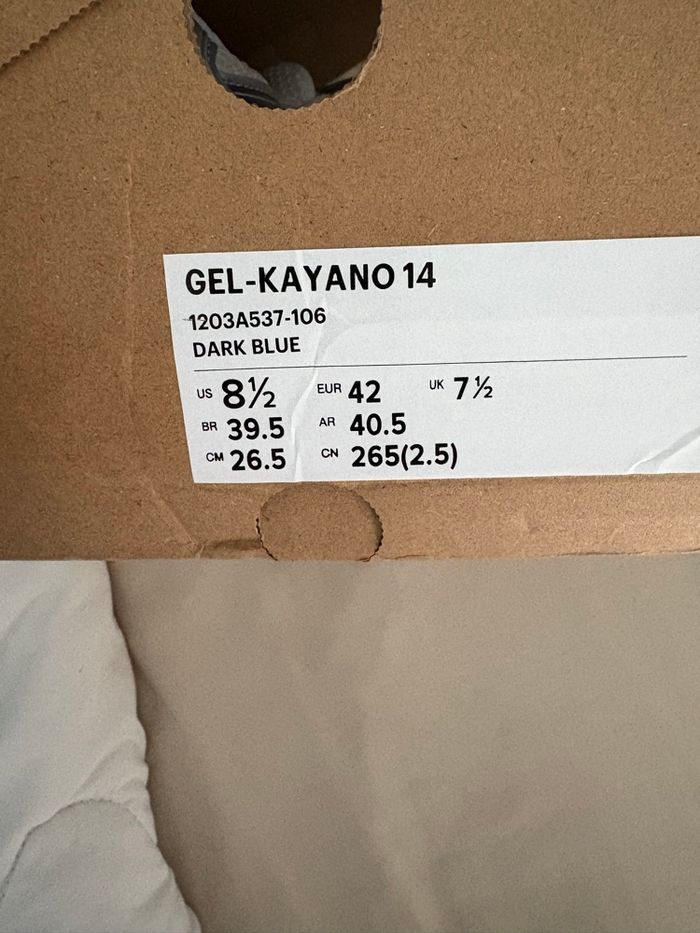 GEL-KAYANO 14
1203A537-106
DARK BLUE
US 8½ EUR 42 UK 7½
BR 39.5 AR 40.5
CM 26.5 CN 265(2.5)